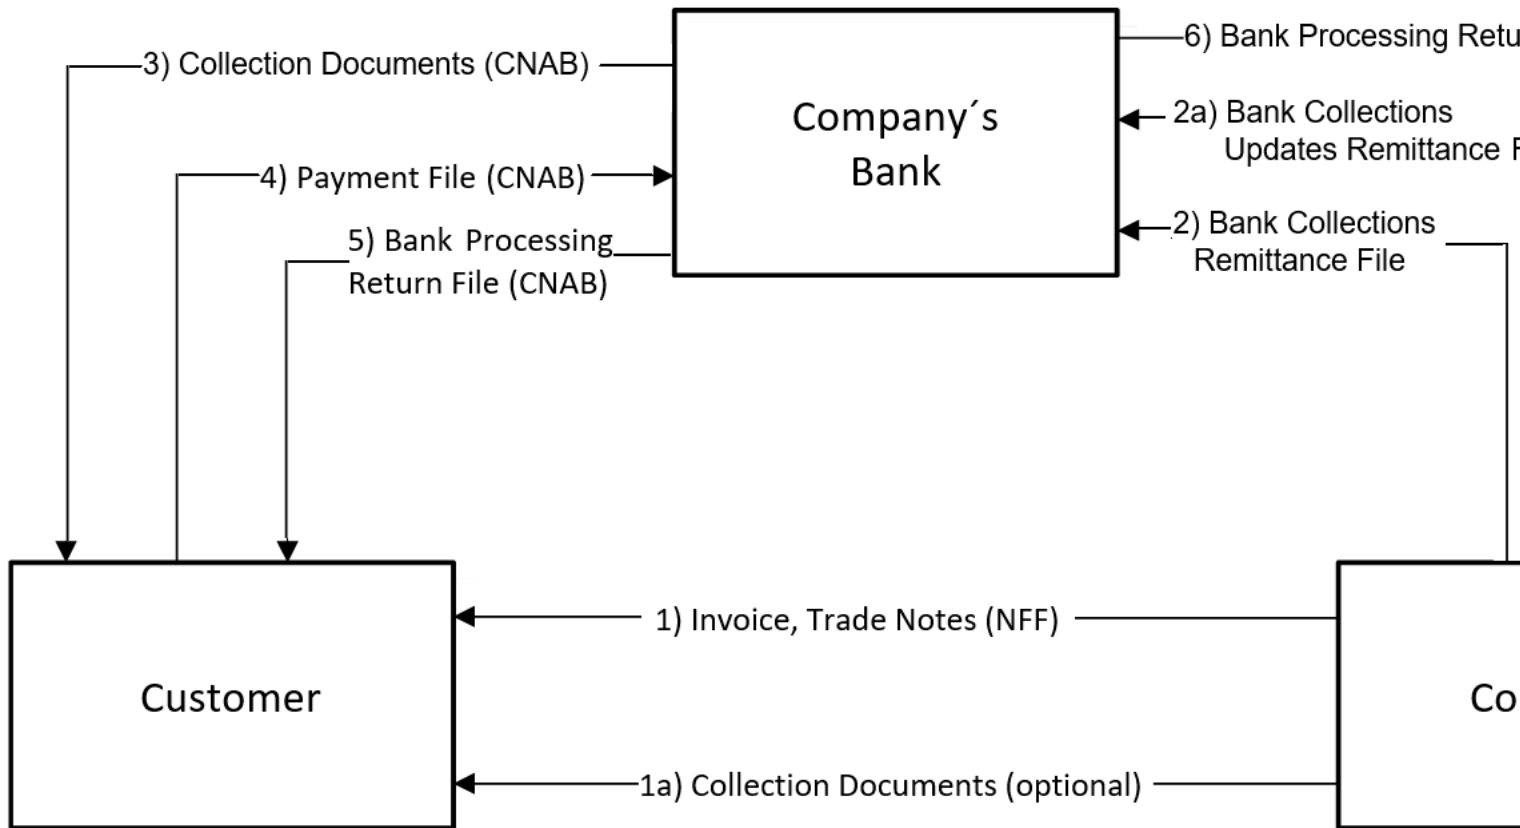 3) Collection Documents (CNAB)
6) Bank Processing
Company´s
Bank
2a) Bank Collections
Updates Remittance
4) Payment File (CNAB)
2) Bank Collections
Remittance File
5) Bank Processing
Return File (CNAB)
1) Invoice, Trade Notes (NFF)
Customer
1a) Collection Documents (optional)